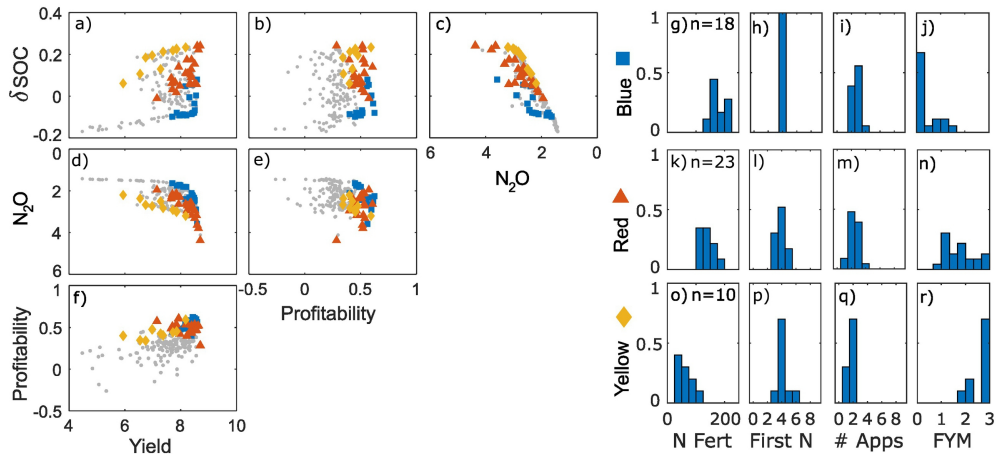 a) b) c) g) n=18 h) i) j)
0.4
0.2
0
-0.2
δSOC
6 4 2 0
N₂O
1
0.5
0
Blue
d) e) k) n=23 l) m) n)
0
2
4
6
N₂O
-0.5 0 0.5 1
Profitability
1
0.5
0
Red
f) o) n=10 p) q) r)
1
0.5
0
-0.5
Profitability
4 6 8 10
Yield
1
0.5
0
Yellow
0 200 0 2 4 6 8 0 2 4 6 8 0 1 2 3
N Fert First N # Apps FYM